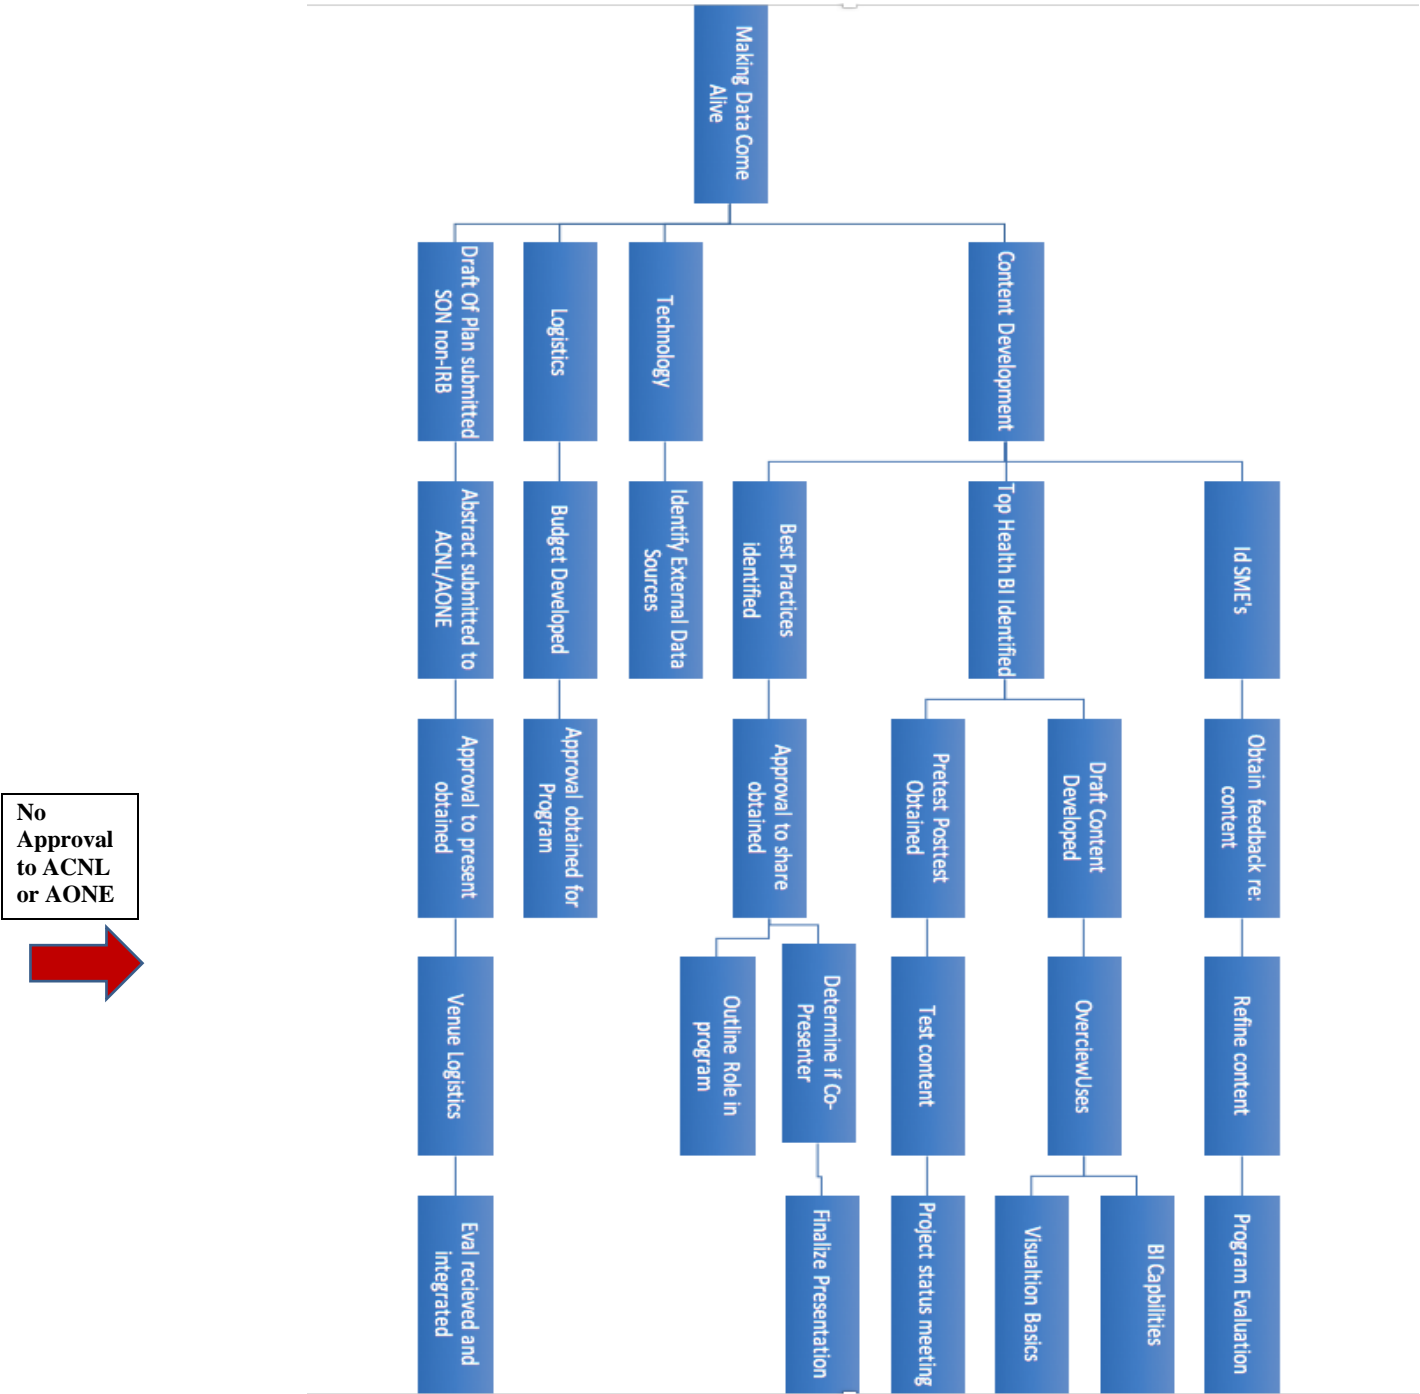 Making Data Come
Alive
Content Development
Technology
Logistics
Draft Of Plan submitted
SON non-IRB
Id SME's
Top Health BI Identified
Best Practices
identified
Identify External Data
Sources
Budget Developed
Abstract submitted to
ACNL/AONE
Obtain feedback re:
content
Draft Content
Developed
Pretest Posttest
Obtained
Approval to share
obtained
Approval obtained for
Program
Approval to present
obtained
Refine content
OverciewUses
Test content
Determine if Co-
Presenter
Outline Role in
program
Venue Logistics
Program Evaluation
BI Capbilities
Visualtion Basics
Project status meeting
Finalize Presentation
Eval recieved and
integrated
No
Approval
to ACNL
or AONE